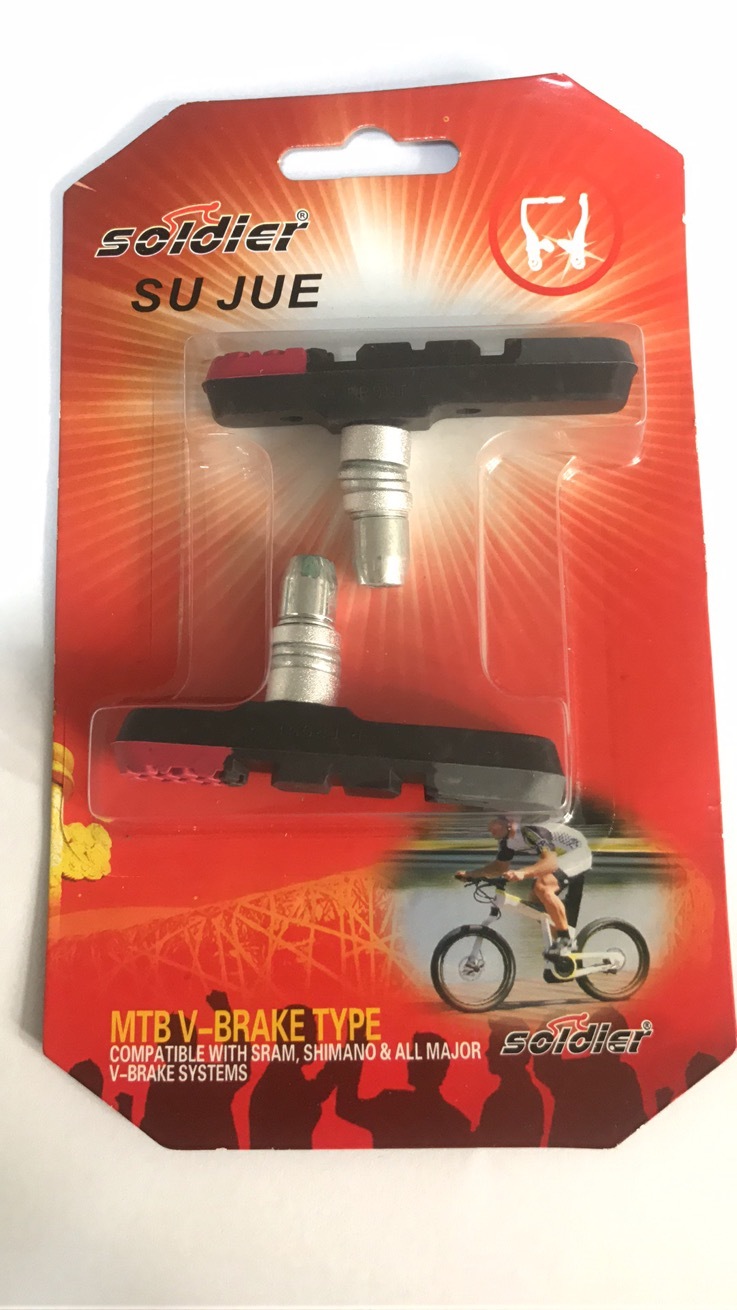 soldier®
SU JUE
MTB V-BRAKE TYPE
COMPATIBLE WITH SRAM, SHIMANO & ALL MAJOR
V-BRAKE SYSTEMS
soldier®